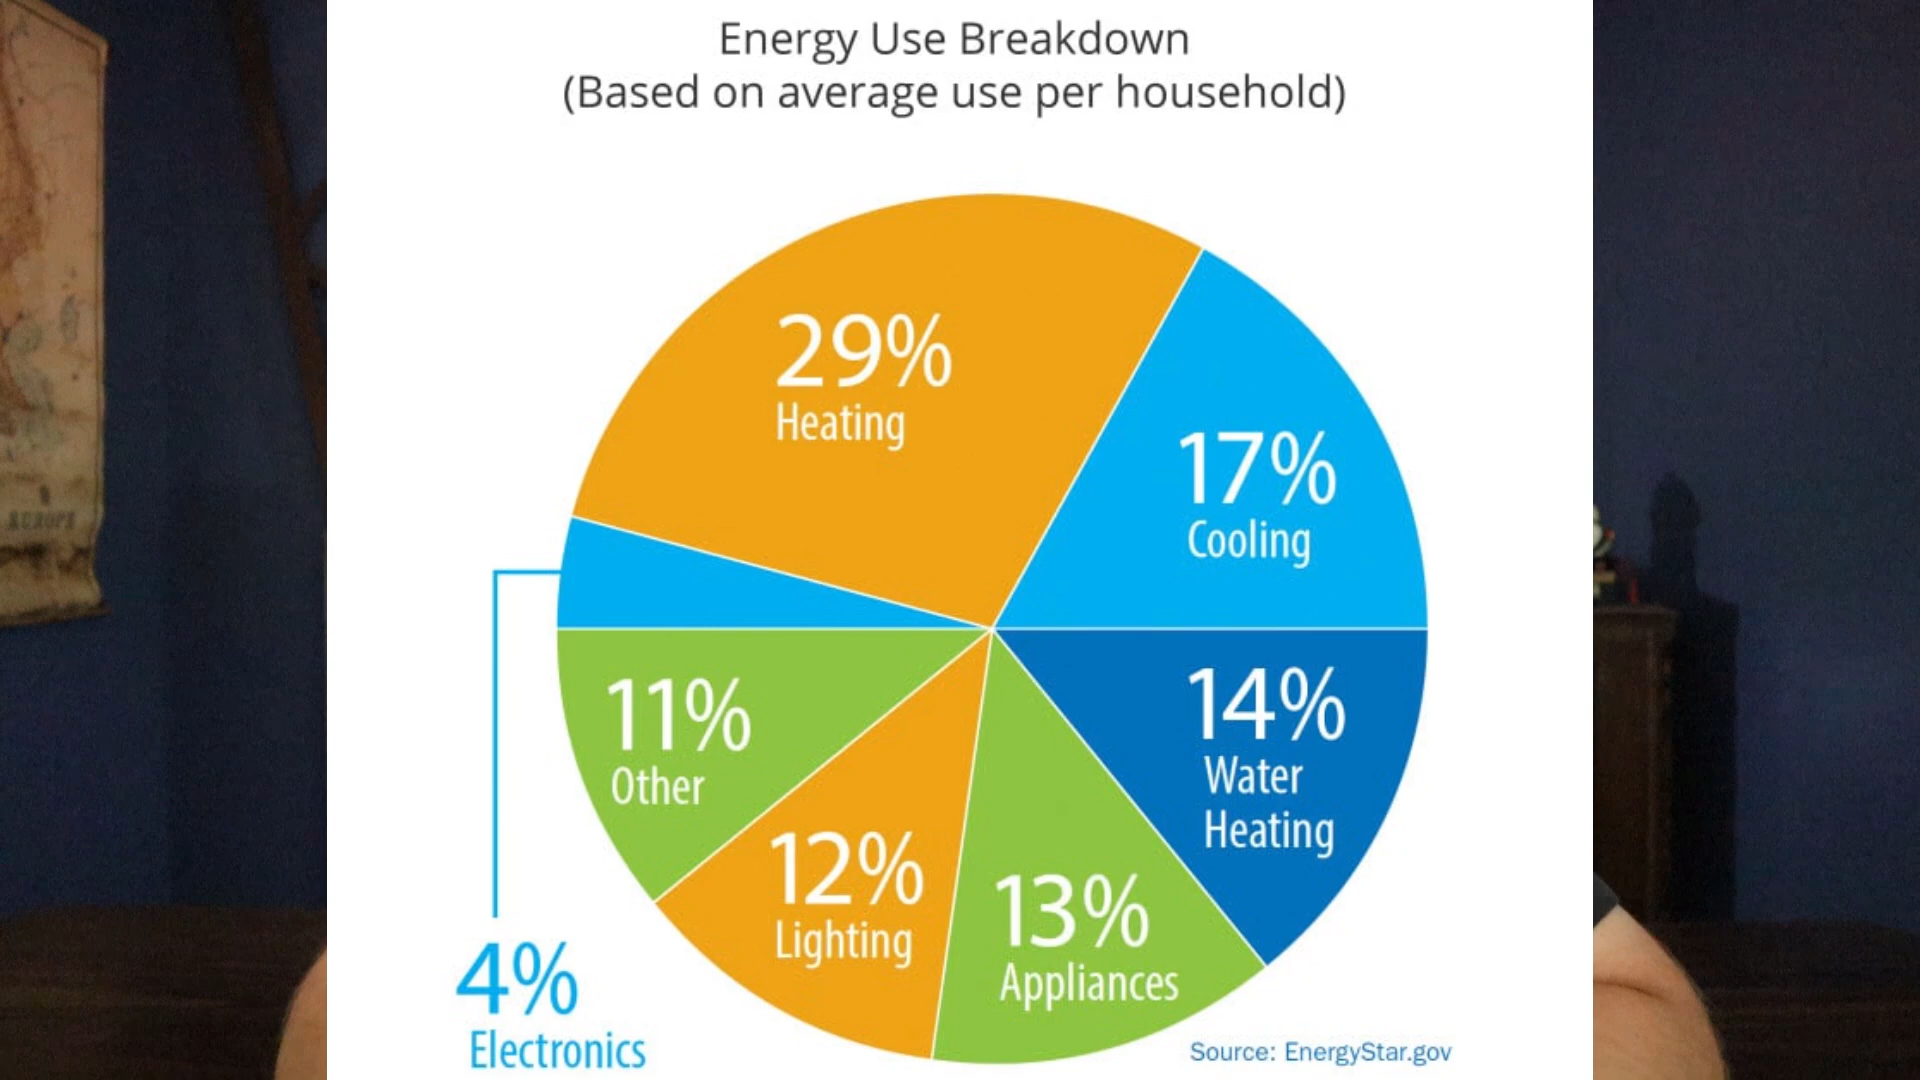 Energy Use Breakdown
(Based on average use per household)
29%
Heating
17%
Cooling
14%
Water
Heating
13%
Appliances
12%
Lighting
11%
Other
4%
Electronics
Source: EnergyStar.gov
EUROPE